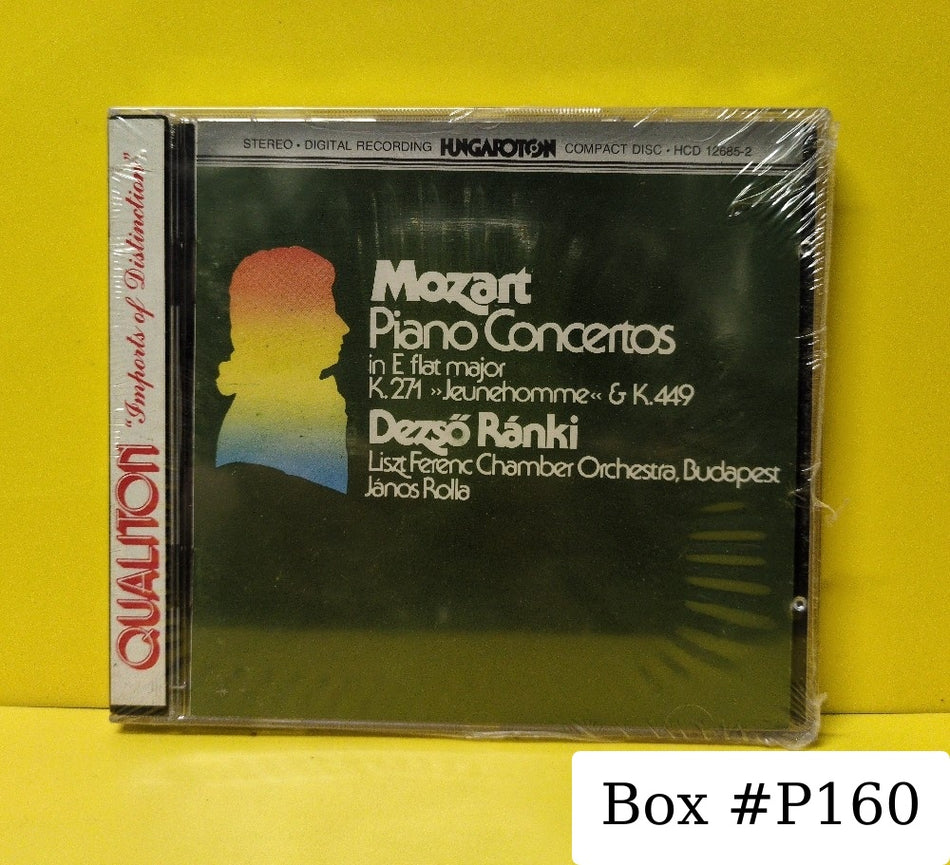 STEREO • DIGITAL RECORDING HUNGAROTON COMPACT DISC • HCD 12685-2
QUALITON "Imports of Distinction"
Mozart
Piano Concertos
in E flat major
K.271 »Jeunehomme« & K.449
Dezső Ránki
Liszt Ferenc Chamber Orchestra, Budapest
János Rolla
Box #P160